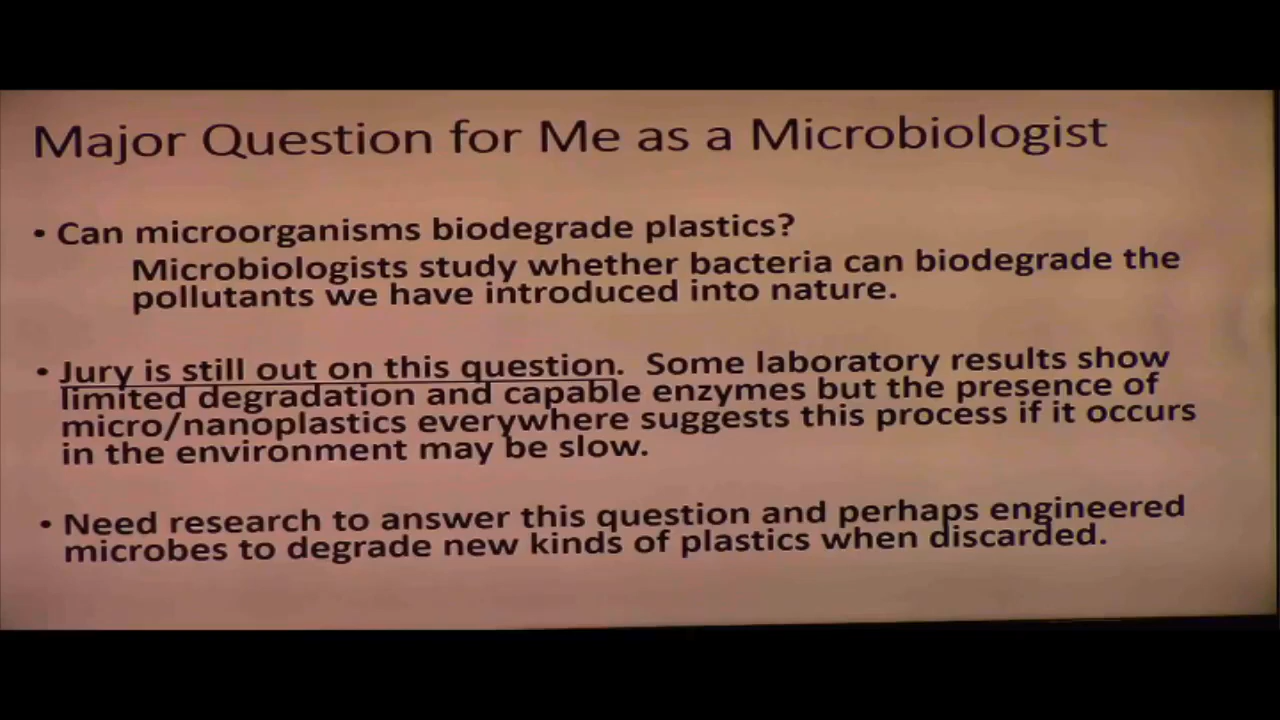 Major Question for Me as a Microbiologist
• Can microorganisms biodegrade plastics?
Microbiologists study whether bacteria can biodegrade the
pollutants we have introduced into nature.
• Jury is still out on this question. Some laboratory results show
limited degradation and capable enzymes but the presence of
micro/nanoplastics everywhere suggests this process if it occurs
in the environment may be slow.
• Need research to answer this question and perhaps engineered
microbes to degrade new kinds of plastics when discarded.